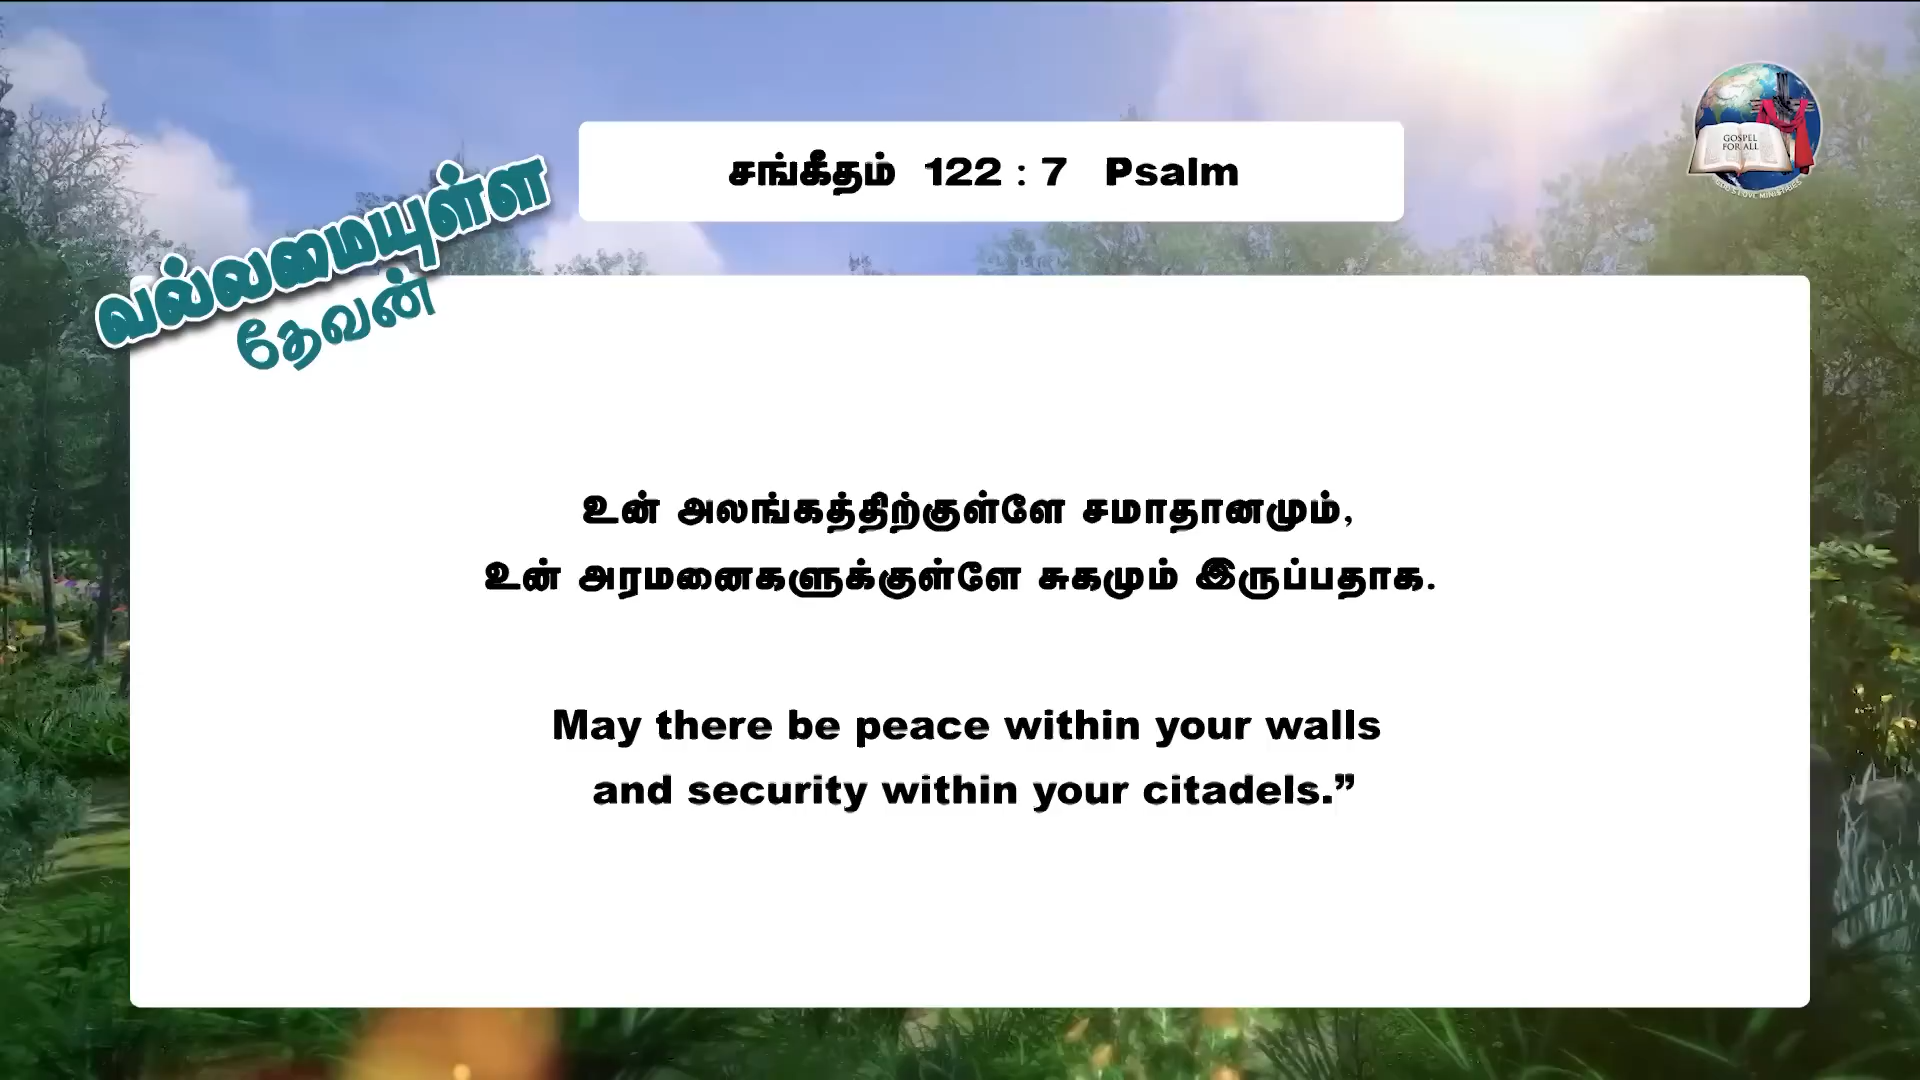 சங்கீதம் 122 : 7 Psalm
GOSPEL
FOR ALL
வல்லமையுள்ள
தேவன்
உன் அலங்கத்திற்குள்ளே சமாதானமும்,
உன் அரமனைகளுக்குள்ளே சுகமும் இருப்பதாக.
May there be peace within your walls
and security within your citadels.”